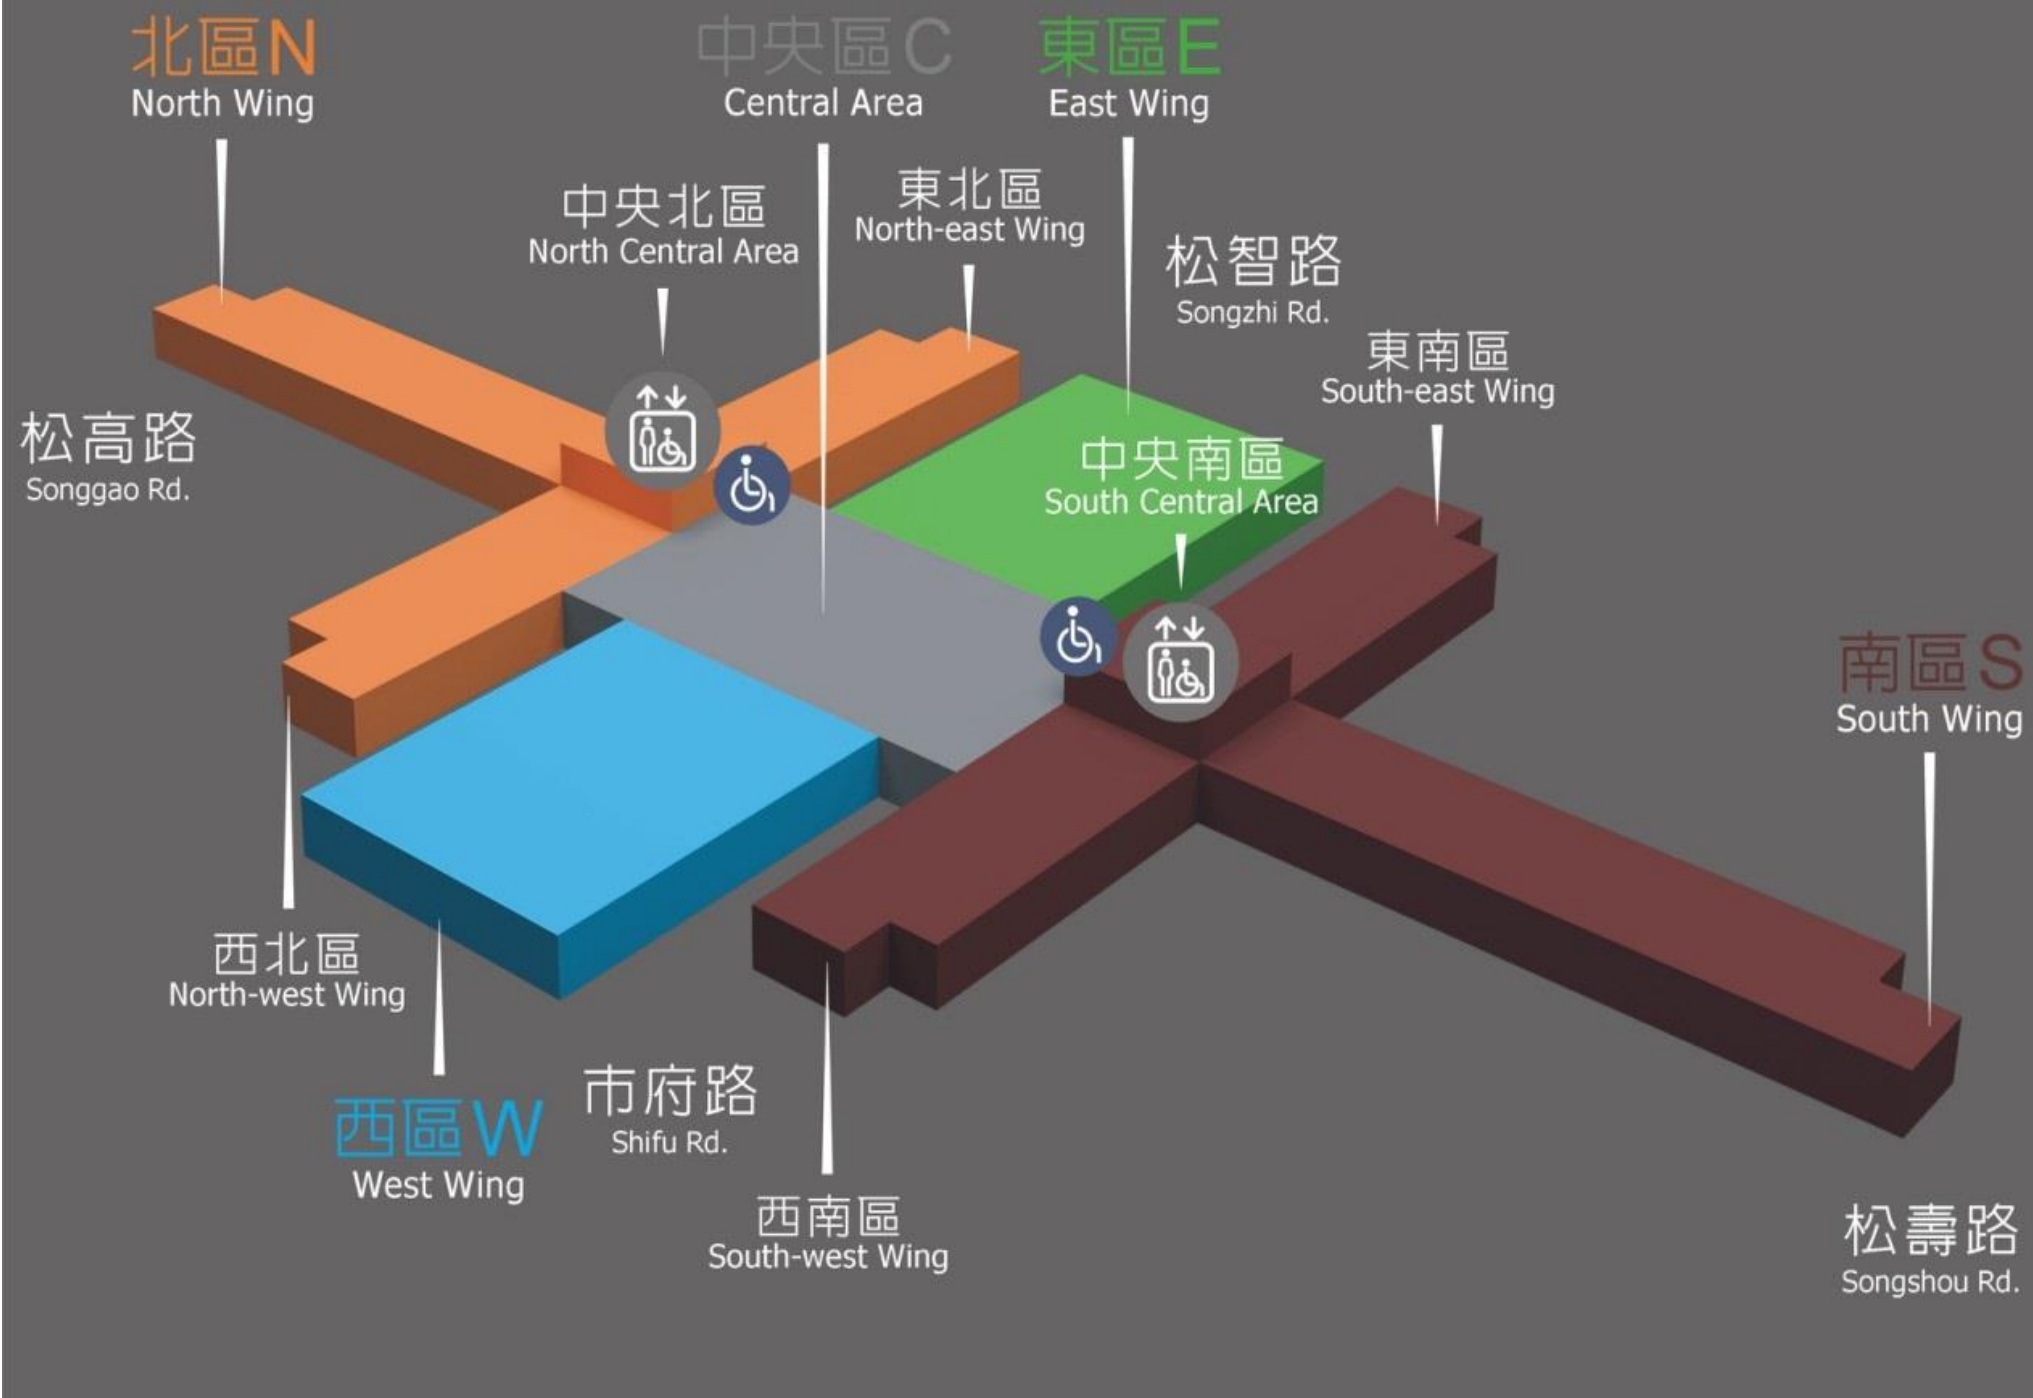 北區N
North Wing
中央區C
Central Area
東區E
East Wing
中央北區
North Central Area
東北區
North-east Wing
松智路
Songzhi Rd.
東南區
South-east Wing
松高路
Songgao Rd.
中央南區
South Central Area
南區S
South Wing
西北區
North-west Wing
西區W
West Wing
市府路
Shifu Rd.
西南區
South-west Wing
松壽路
Songshou Rd.